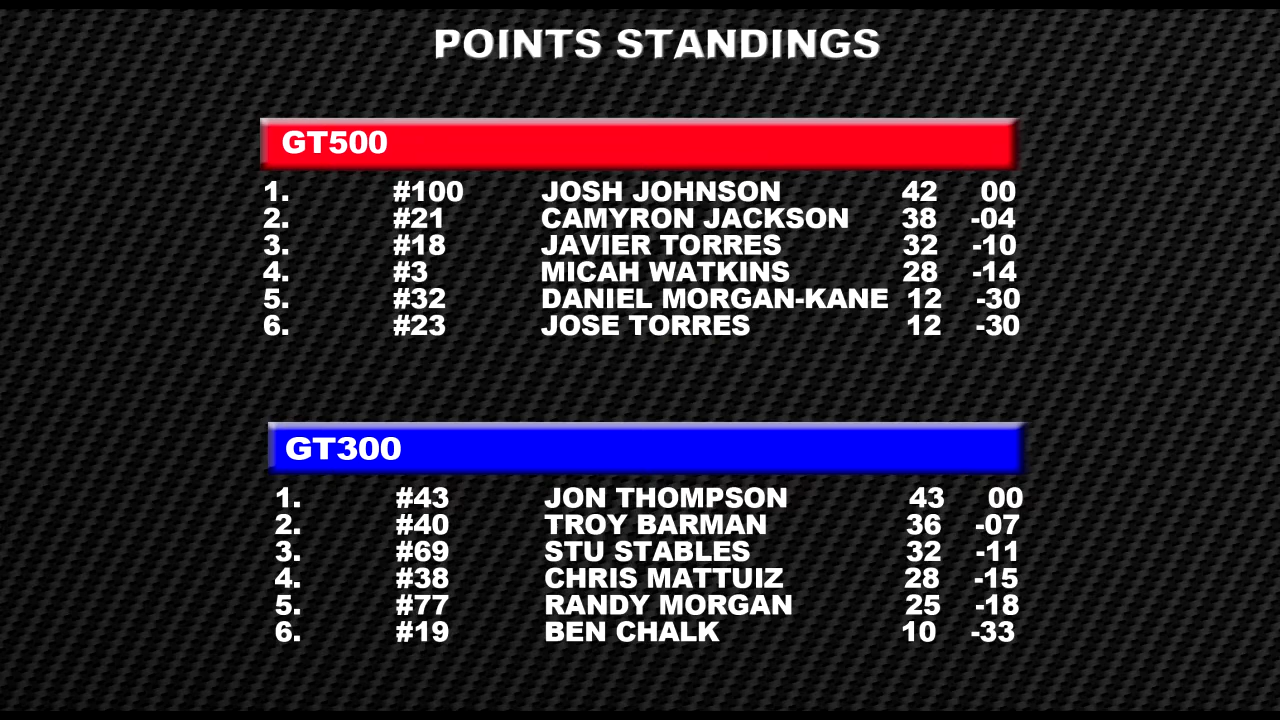 POINTS STANDINGS
GT500
1. #100 JOSH JOHNSON 42 00
2. #21 CAMYRON JACKSON 38 -04
3. #18 JAVIER TORRES 32 -10
4. #3 MICAH WATKINS 28 -14
5. #32 DANIEL MORGAN-KANE 12 -30
6. #23 JOSE TORRES 12 -30
GT300
1. #43 JON THOMPSON 43 00
2. #40 TROY BARMAN 36 -07
3. #69 STU STABLES 32 -11
4. #38 CHRIS MATTUIZ 28 -15
5. #77 RANDY MORGAN 25 -18
6. #19 BEN CHALK 10 -33